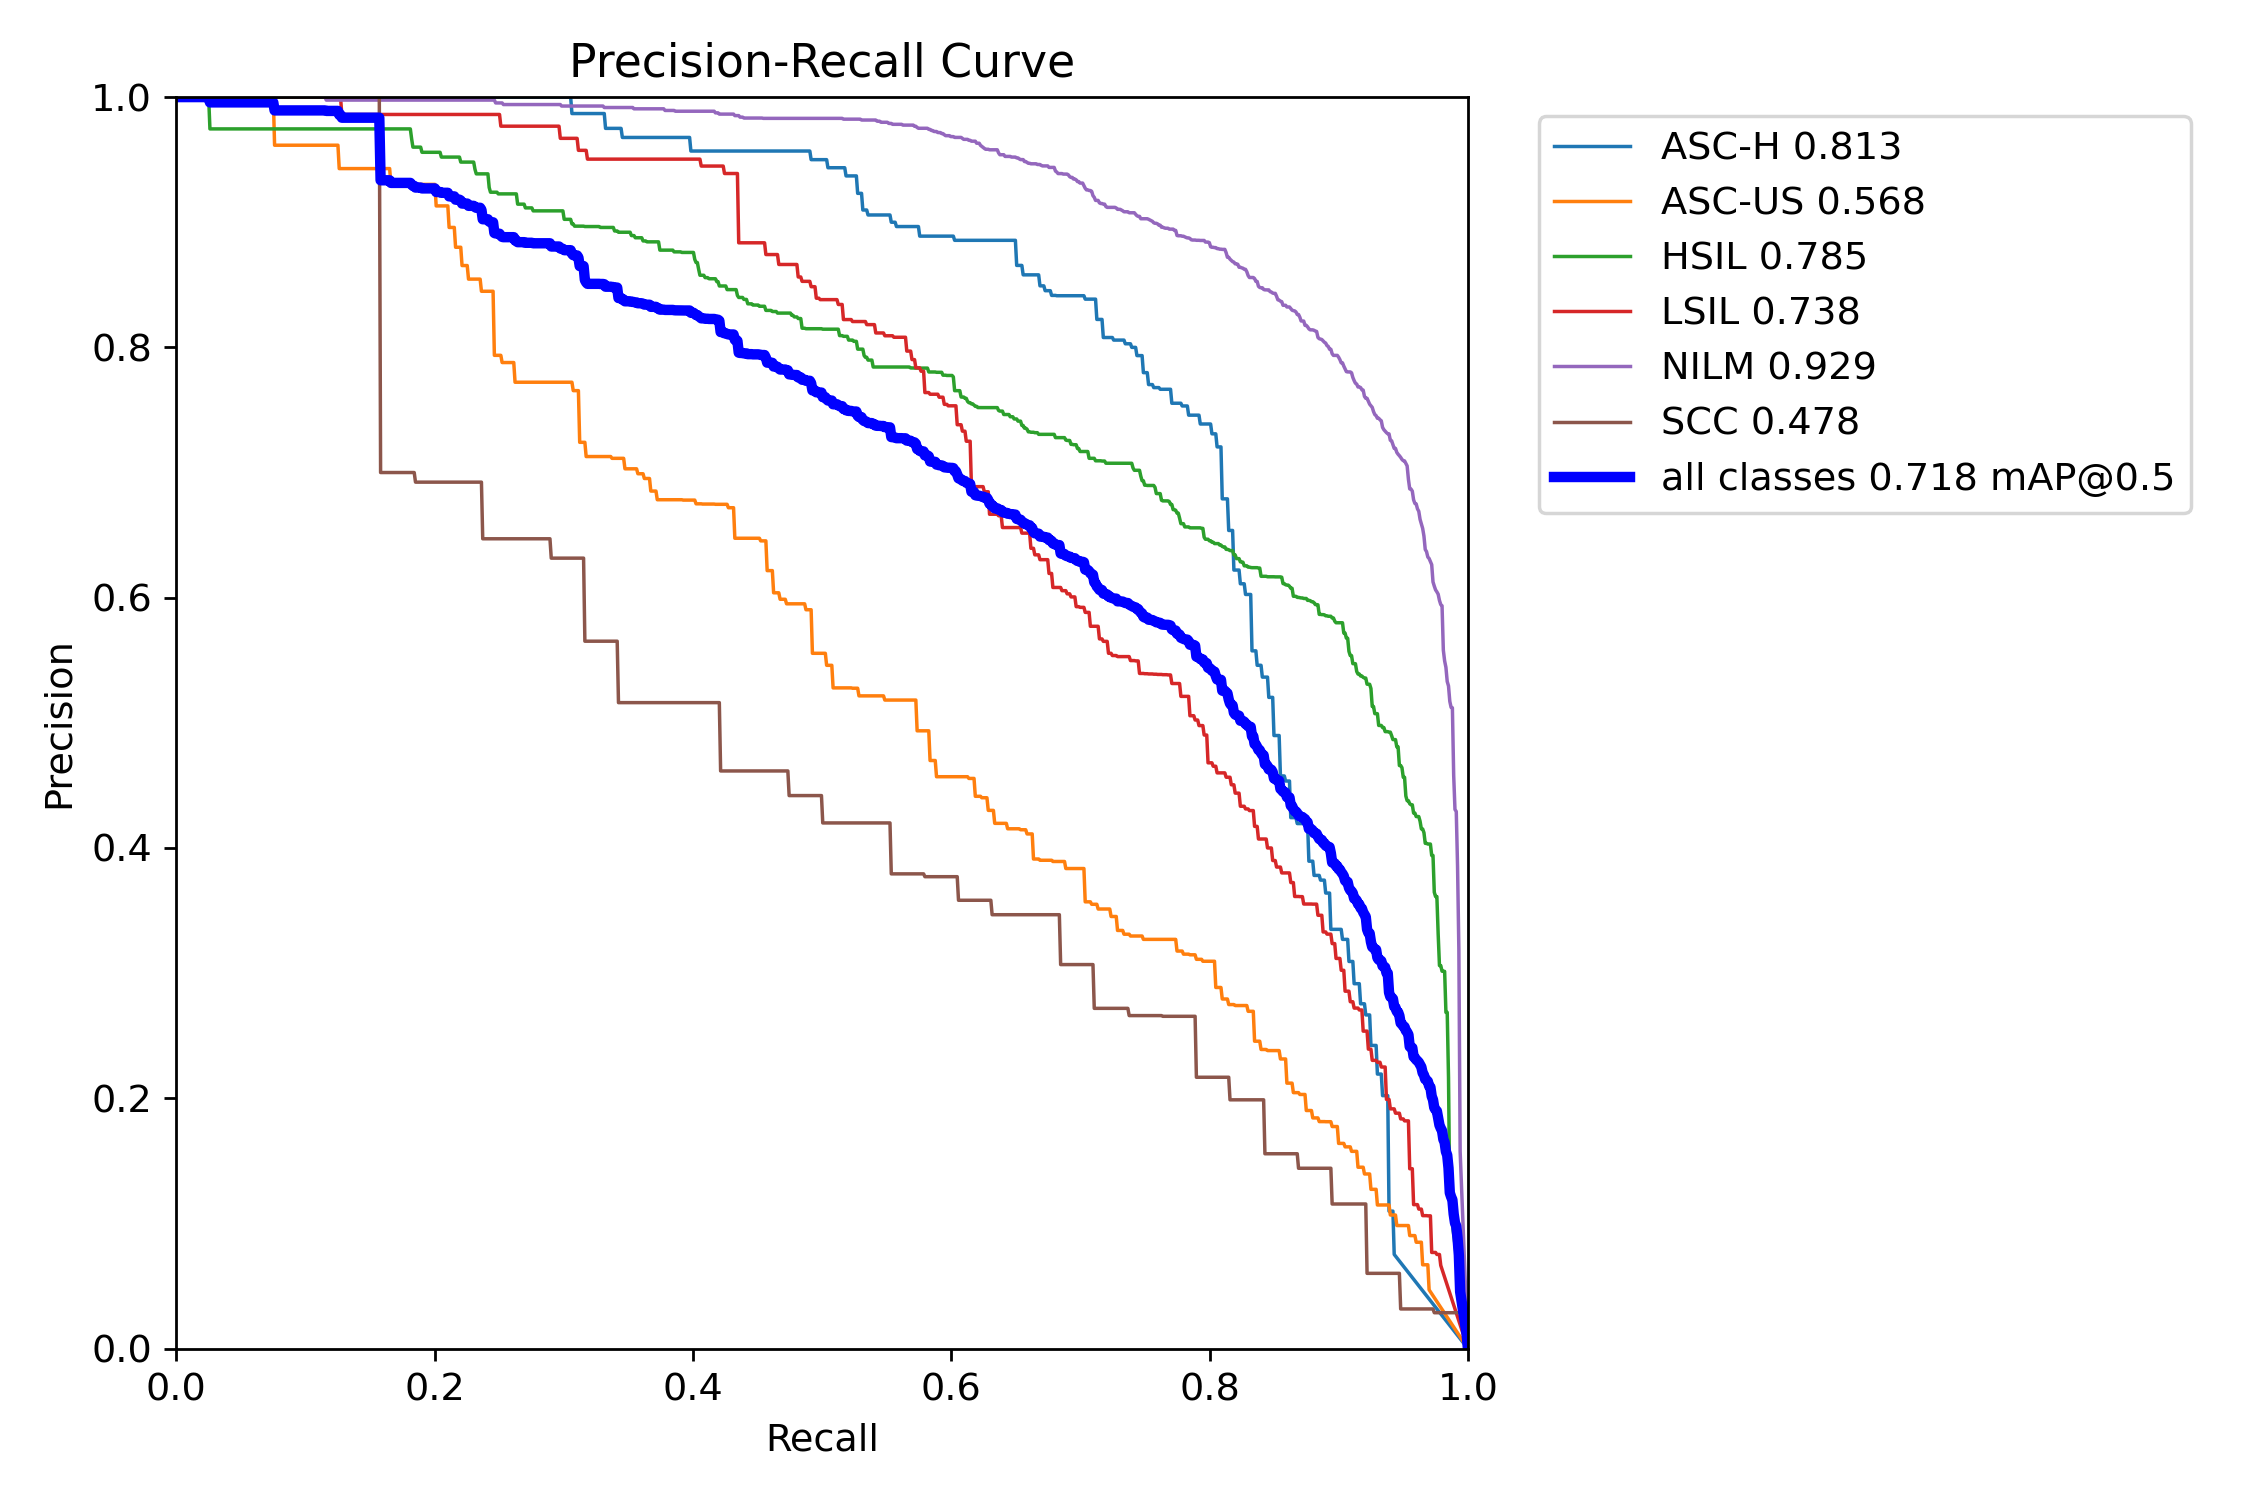 Precision-Recall Curve
1.0
0.8
0.6
0.4
0.2
0.0
Precision
0.0 0.2 0.4 0.6 0.8 1.0
Recall
ASC-H 0.813
ASC-US 0.568
HSIL 0.785
LSIL 0.738
NILM 0.929
SCC 0.478
all classes 0.718 mAP@0.5